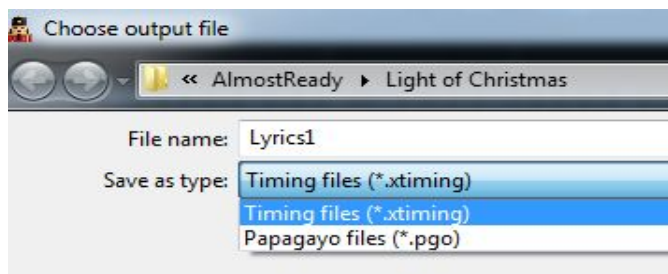 Choose output file
« AlmostReady ▸ Light of Christmas
File name: Lyrics1
Save as type: Timing files (*.xtiming)
Timing files (*.xtiming)
Papagayo files (*.pgo)